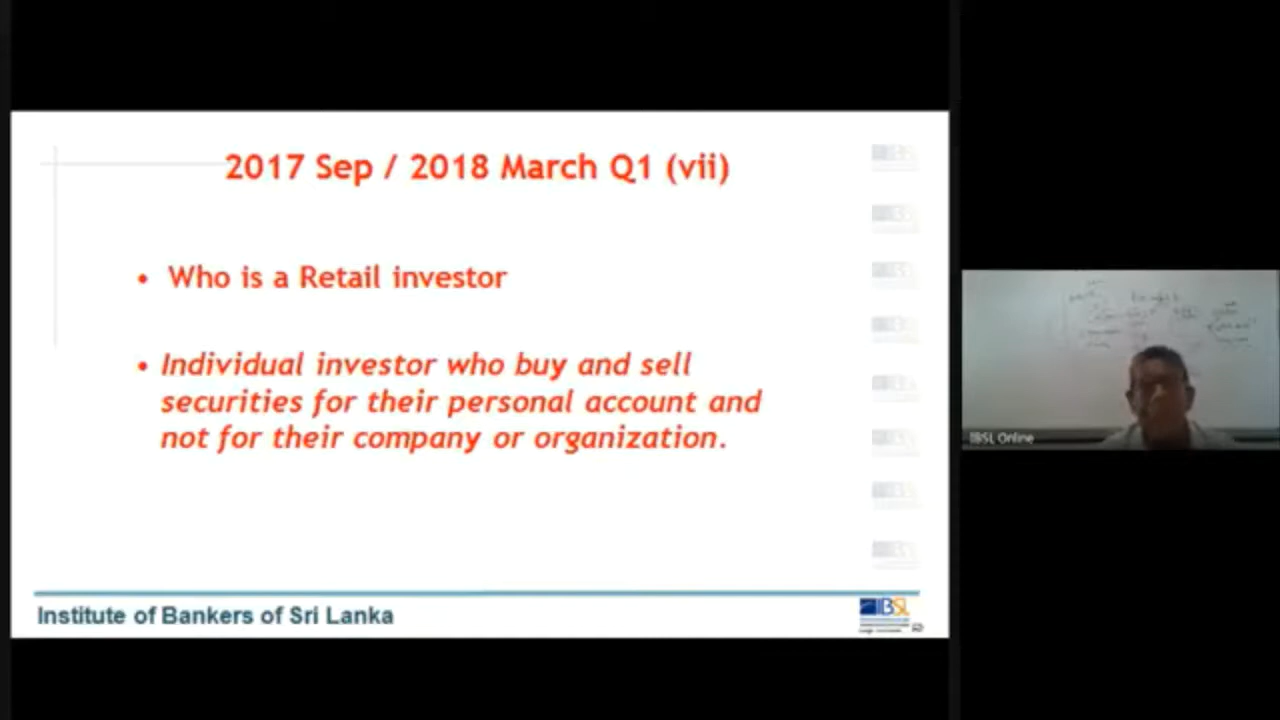 2017 Sep / 2018 March Q1 (vii)
• Who is a Retail investor
• Individual investor who buy and sell
securities for their personal account and
not for their company or organization.
Institute of Bankers of Sri Lanka
IBSL
IBSL Online